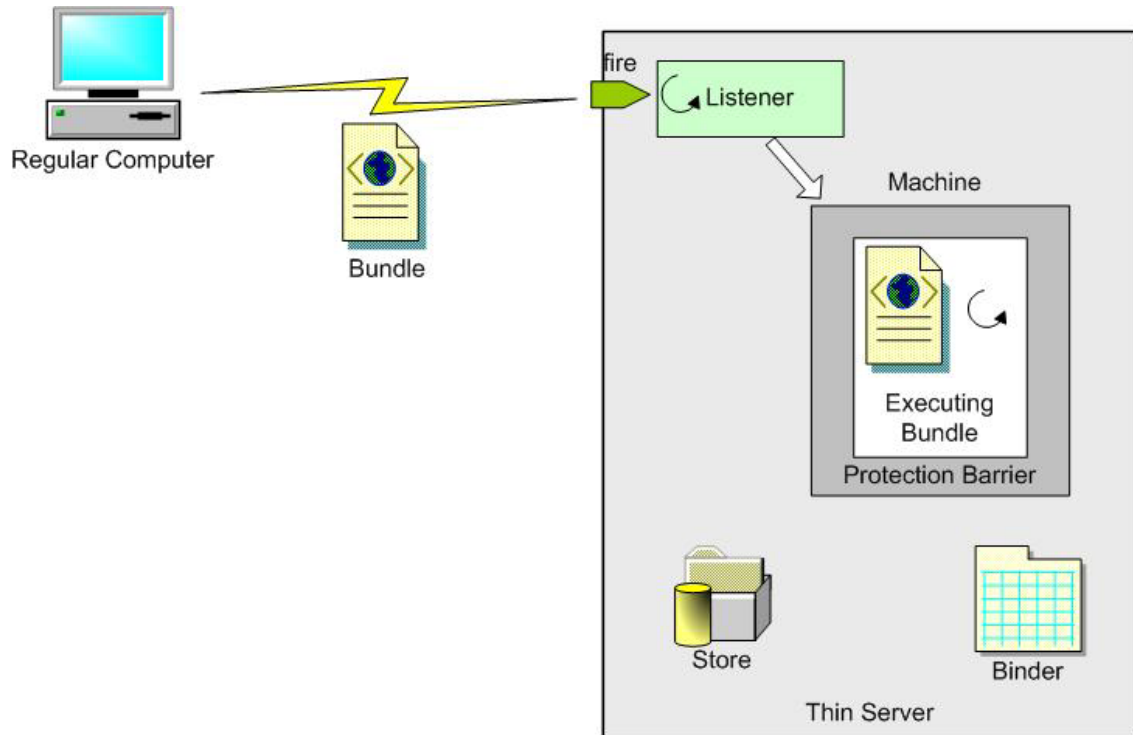 fire
Listener
Regular Computer
Machine
Bundle
Executing
Bundle
Protection Barrier
Store
Binder
Thin Server